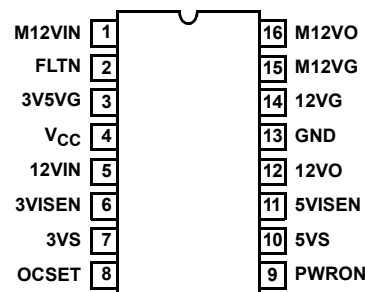 M12VIN 1 16 M12VO
FLTN 2 15 M12VG
3V5VG 3 14 12VG
VCC 4 13 GND
12VIN 5 12 12VO
3VISEN 6 11 5VISEN
3VS 7 10 5VS
OCSET 8 9 PWRON